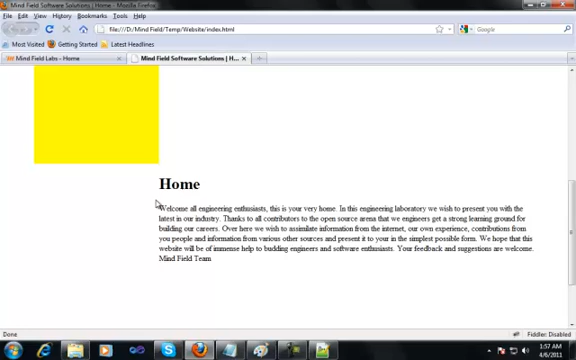 Mind Field Software Solutions | Home - Mozilla Firefox
File Edit View History Bookmarks Tools Help
file:///D:/Mind Field/Temp/Website/index.html
Google
Most Visited Getting Started Latest Headlines
Mind Field Labs - Home
Mind Field Software Solutions | H...
Home
Welcome all engineering enthusiasts, this is your very home. In this engineering laboratory we wish to present you with the
latest in our industry. Thanks to all contributors to the open source arena that we engineers get a strong learning ground for
building our careers. Over here we wish to assimilate information from the internet, our own experience, contributions from
you people and information from various other sources and present it to your in the simplest possible form. We hope that this
website will be of immense help to budding engineers and software enthusiasts. Your feedback and suggestions are welcome.
Mind Field Team
Done
Fiddler: Disabled
1:57 AM
4/6/2011